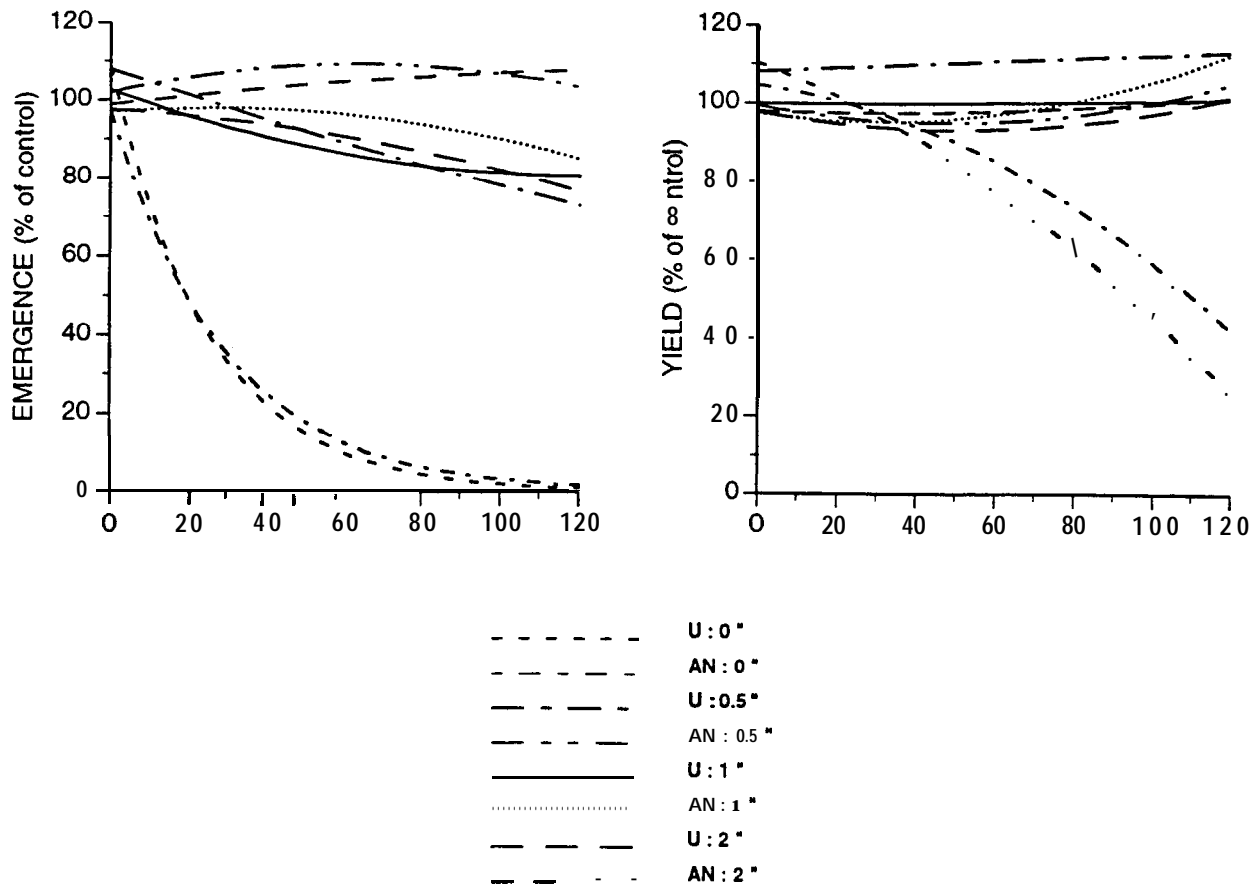 120
100
80
60
40
20
0
EMERGENCE (% of control)
0 20 40 60 80 100 120
120
100
80
60
40
20
0
YIELD (% of ∞ ntrol)
0 20 40 60 80 100 120
U : 0 "
AN : 0 "
U : 0.5 "
AN : 0.5 "
U : 1 "
AN : 1 "
U : 2 "
AN : 2 "